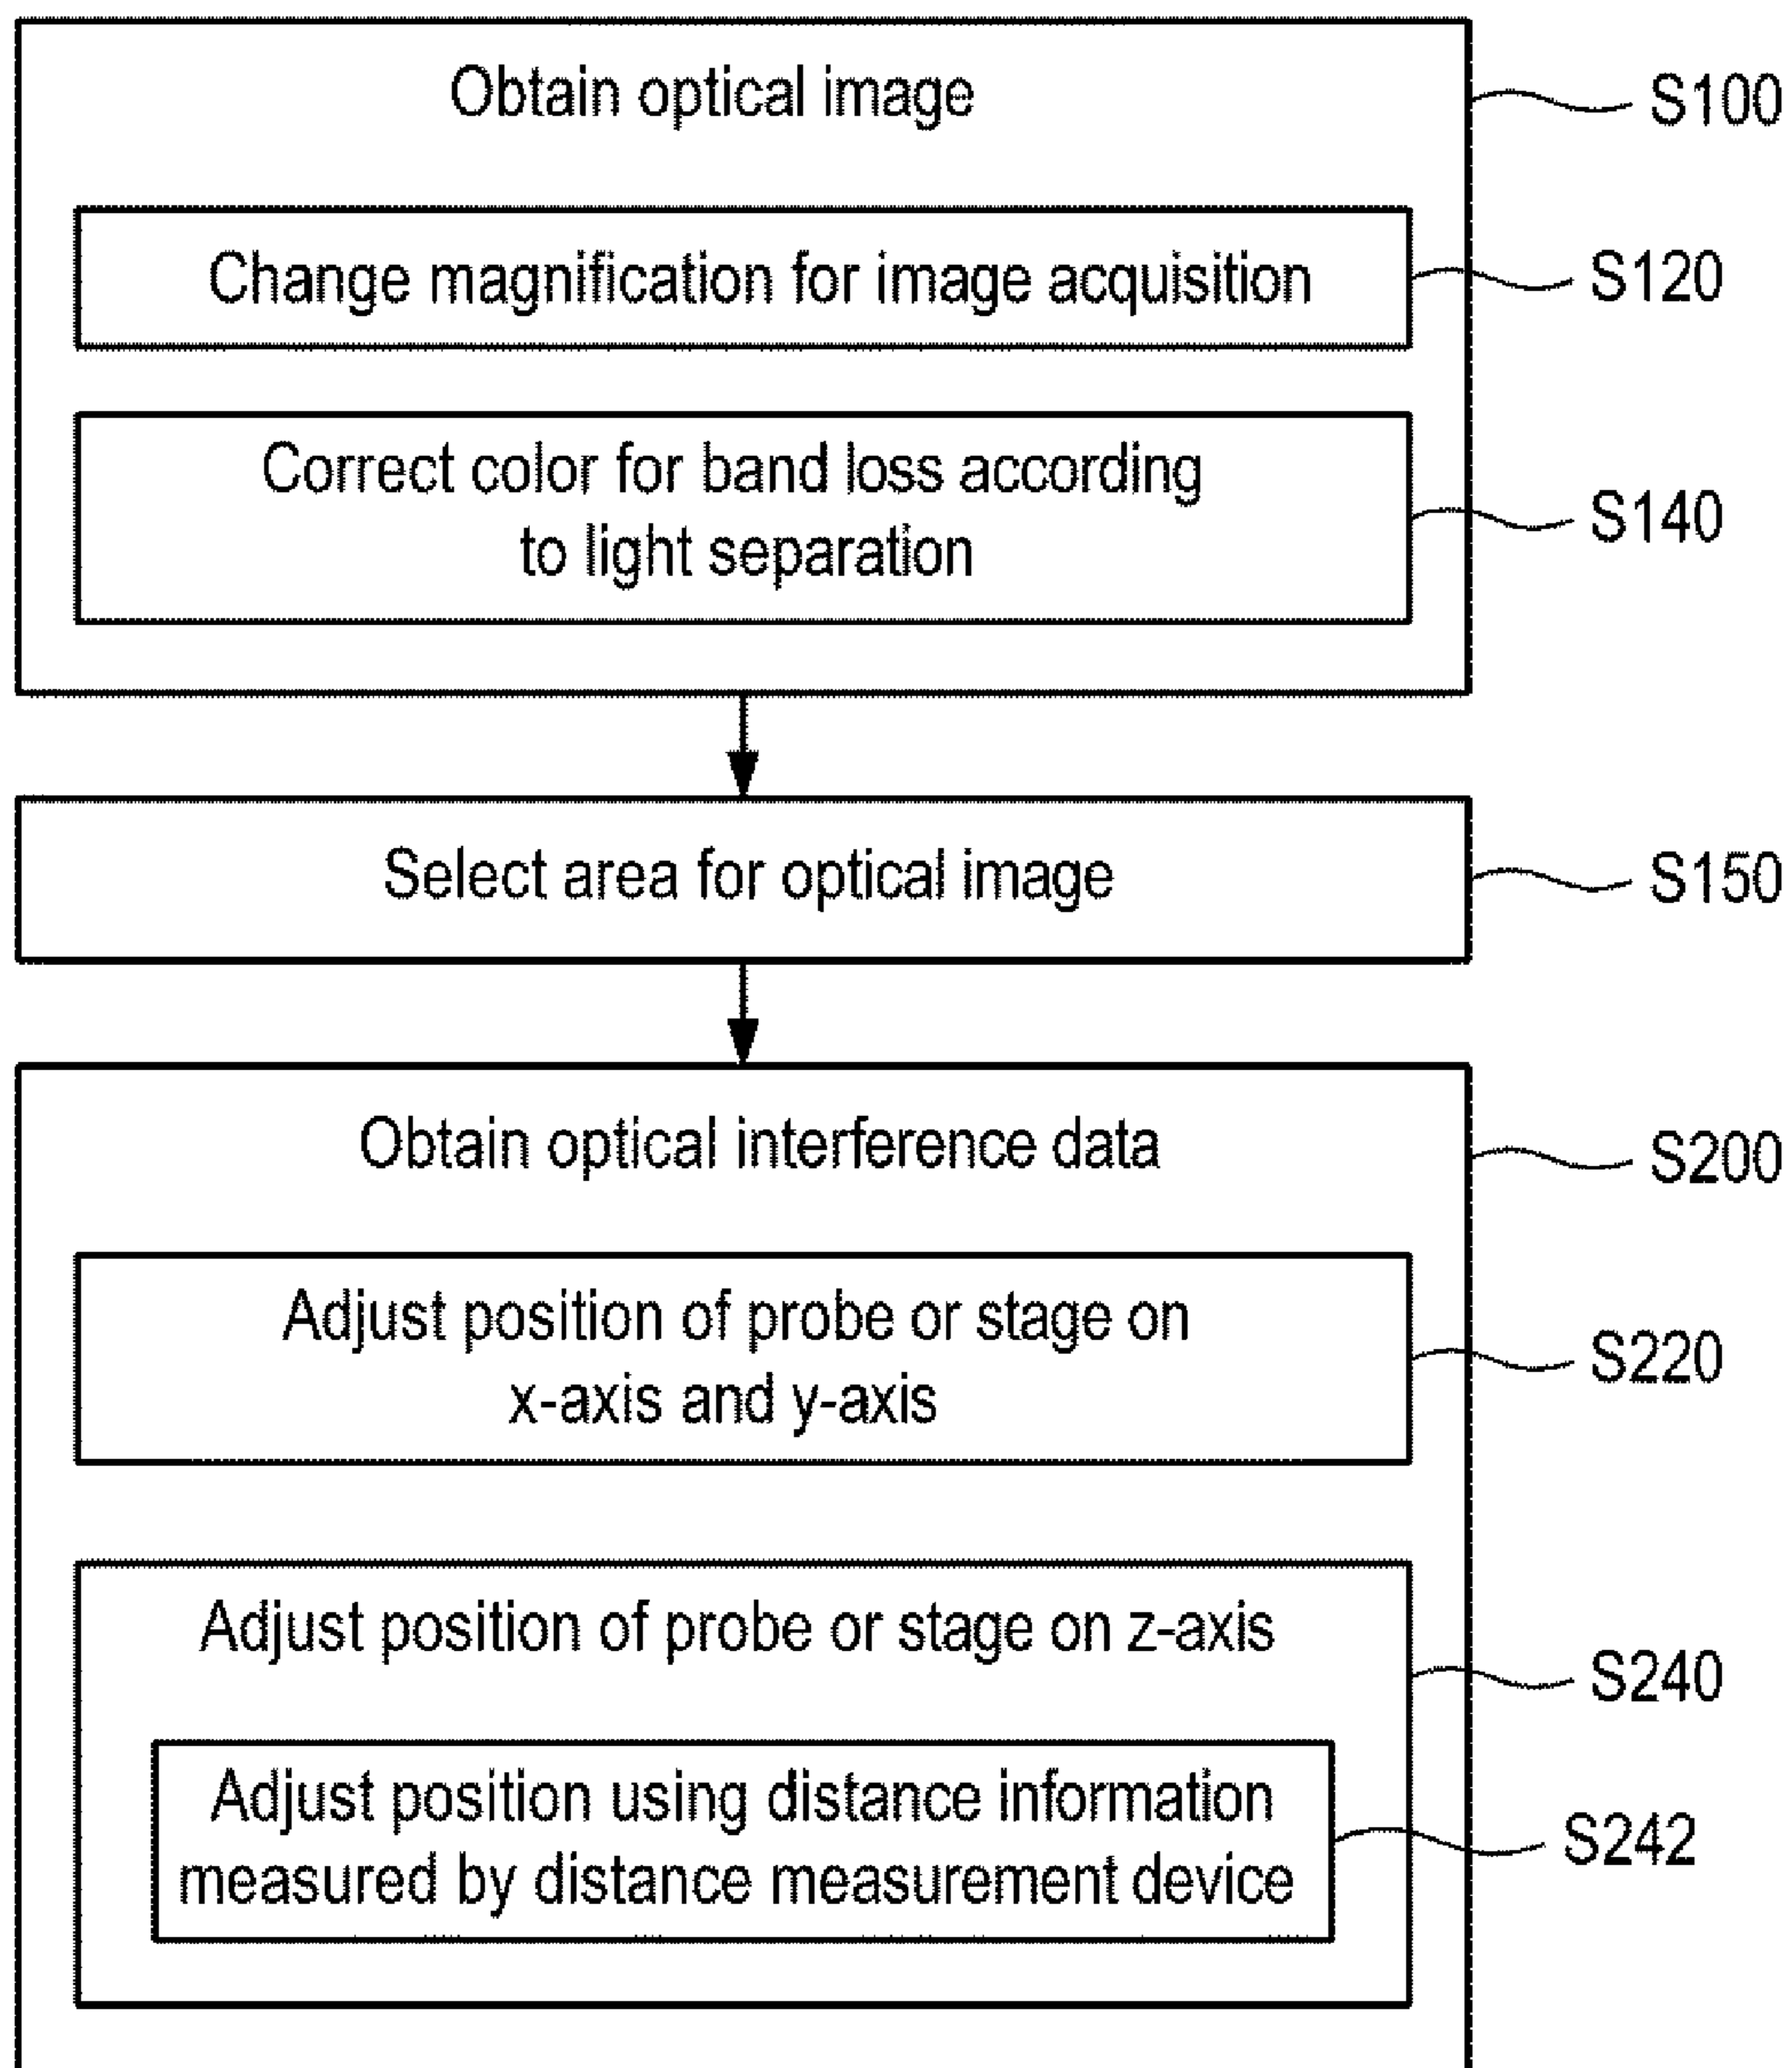 Obtain optical image
S100
Change magnification for image acquisition
S120
Correct color for band loss according
to light separation
S140
Select area for optical image
S150
Obtain optical interference data
S200
Adjust position of probe or stage on
x-axis and y-axis
S220
Adjust position of probe or stage on z-axis
S240
Adjust position using distance information
measured by distance measurement device
S242